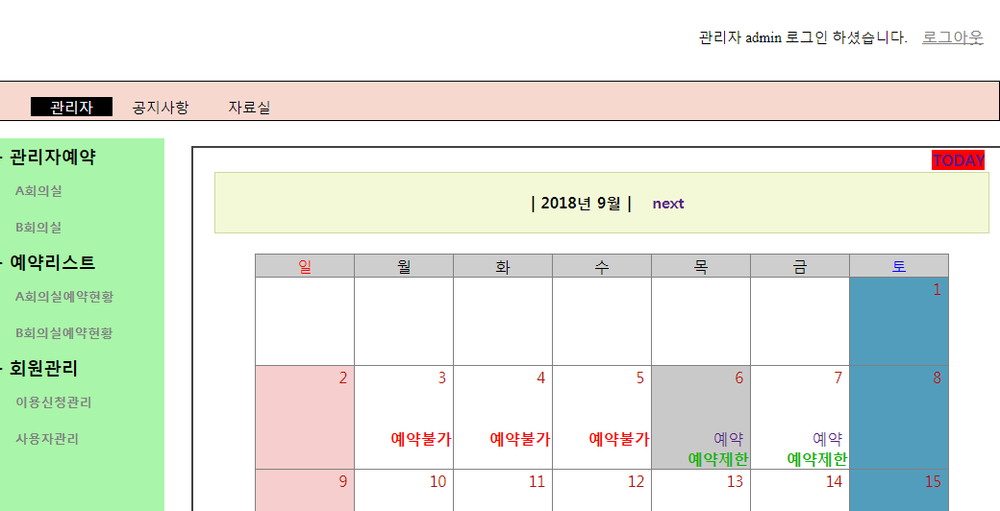 관리자 admin 로그인 하셨습니다. 로그아웃
관리자 공지사항 자료실
- 관리자예약
A회의실
B회의실
- 예약리스트
A회의실예약현황
B회의실예약현황
- 회원관리
이용신청관리
사용자관리
TODAY
| 2018년 9월 | next
일 월 화 수 목 금 토
1
2 3 4 5 6 7 8
예약불가 예약불가 예약불가 예약 예약
예약제한 예약제한
9 10 11 12 13 14 15